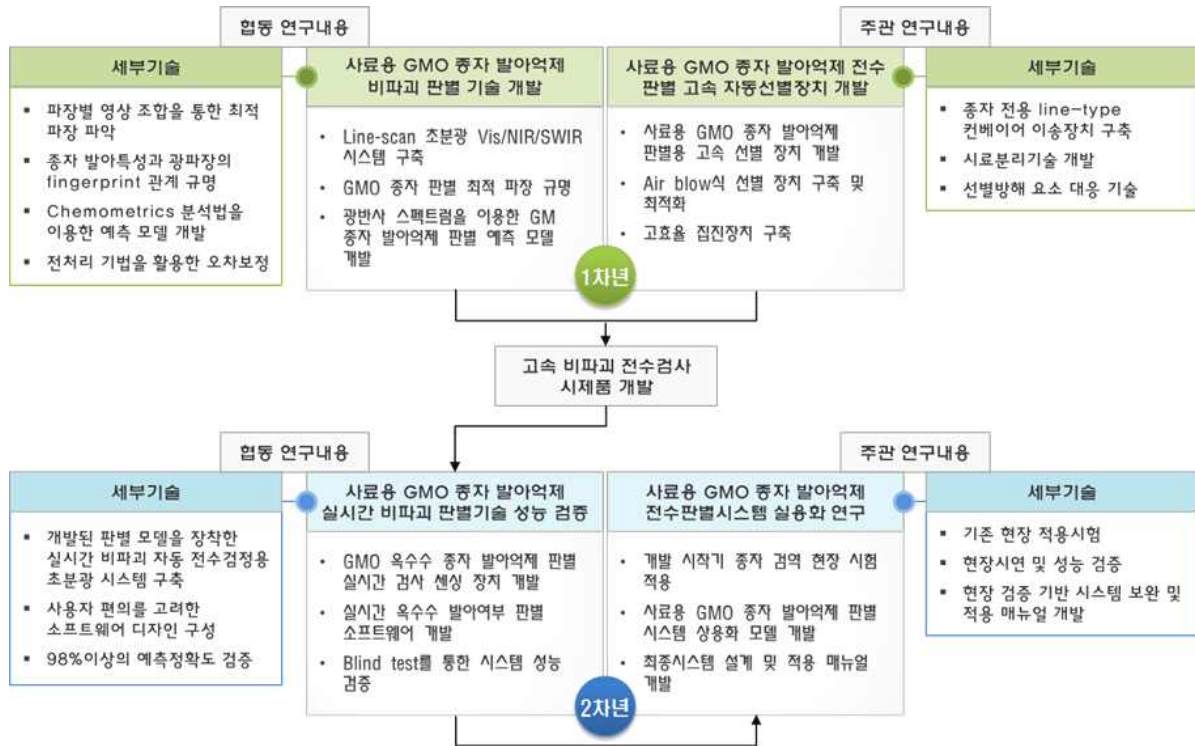 협동 연구내용
주관 연구내용
세부기술
파장별 영상 조합을 통한 최적
파장 파악
종자 발아특성과 광파장의
fingerprint 관계 규명
Chemometrics 분석법을
이용한 예측 모델 개발
전처리 기법을 활용한 오차보정
사료용 GMO 종자 발아억제
비파괴 판별 기술 개발
Line-scan 초분광 Vis/NIR/SWIR
시스템 구축
GMO 종자 판별 최적 파장 규명
광반사 스펙트럼을 이용한 GM
종자 발아억제 판별 예측 모델
개발
사료용 GMO 종자 발아억제 전수
판별 고속 자동선별장치 개발
사료용 GMO 종자 발아억제
판별용 고속 선별 장치 개발
Air blow식 선별 장치 구축 및
최적화
고효율 집진장치 구축
세부기술
종자 전용 line-type
컨베이어 이송장치 구축
시료분리기술 개발
선별방해 요소 대응 기술
1차년
고속 비파괴 전수검사
시제품 개발
협동 연구내용
주관 연구내용
세부기술
개발된 판별 모델을 장착한
실시간 비파괴 자동 전수검정용
초분광 시스템 구축
사용자 편의를 고려한
소프트웨어 디자인 구성
98%이상의 예측정확도 검증
사료용 GMO 종자 발아억제
실시간 비파괴 판별기술 성능 검증
GMO 옥수수 종자 발아억제 판별
실시간 검사 센싱 장치 개발
실시간 옥수수 발아여부 판별
소프트웨어 개발
Blind test를 통한 시스템 성능
검증
사료용 GMO 종자 발아억제
전수판별시스템 실용화 연구
개발 시작기 종자 검역 현장 시험
적용
사료용 GMO 종자 발아억제 판별
시스템 상용화 모델 개발
최종시스템 설계 및 적용 매뉴얼
개발
세부기술
기존 현장 적용시험
현장시연 및 성능 검증
현장 검증 기반 시스템 보완 및
적용 매뉴얼 개발
2차년